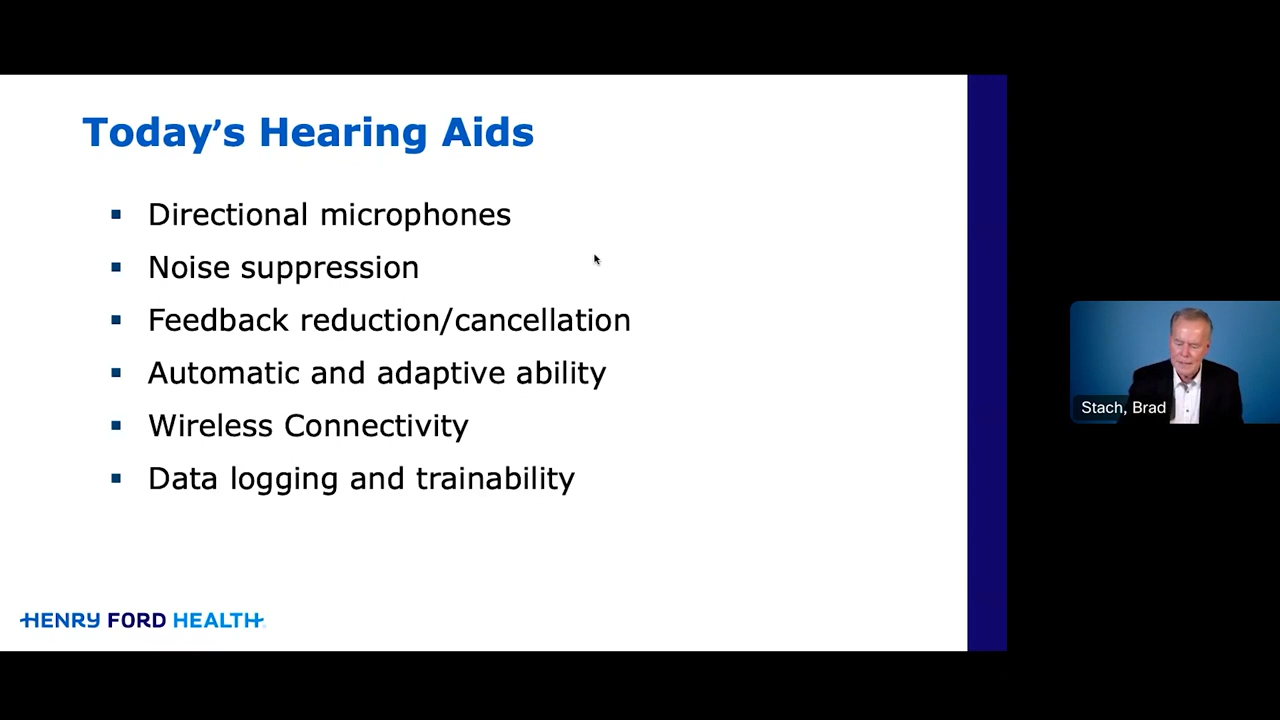 Today's Hearing Aids
▪ Directional microphones
▪ Noise suppression
▪ Feedback reduction/cancellation
▪ Automatic and adaptive ability
▪ Wireless Connectivity
▪ Data logging and trainability
Stach, Brad
HENRY FORD HEALTH